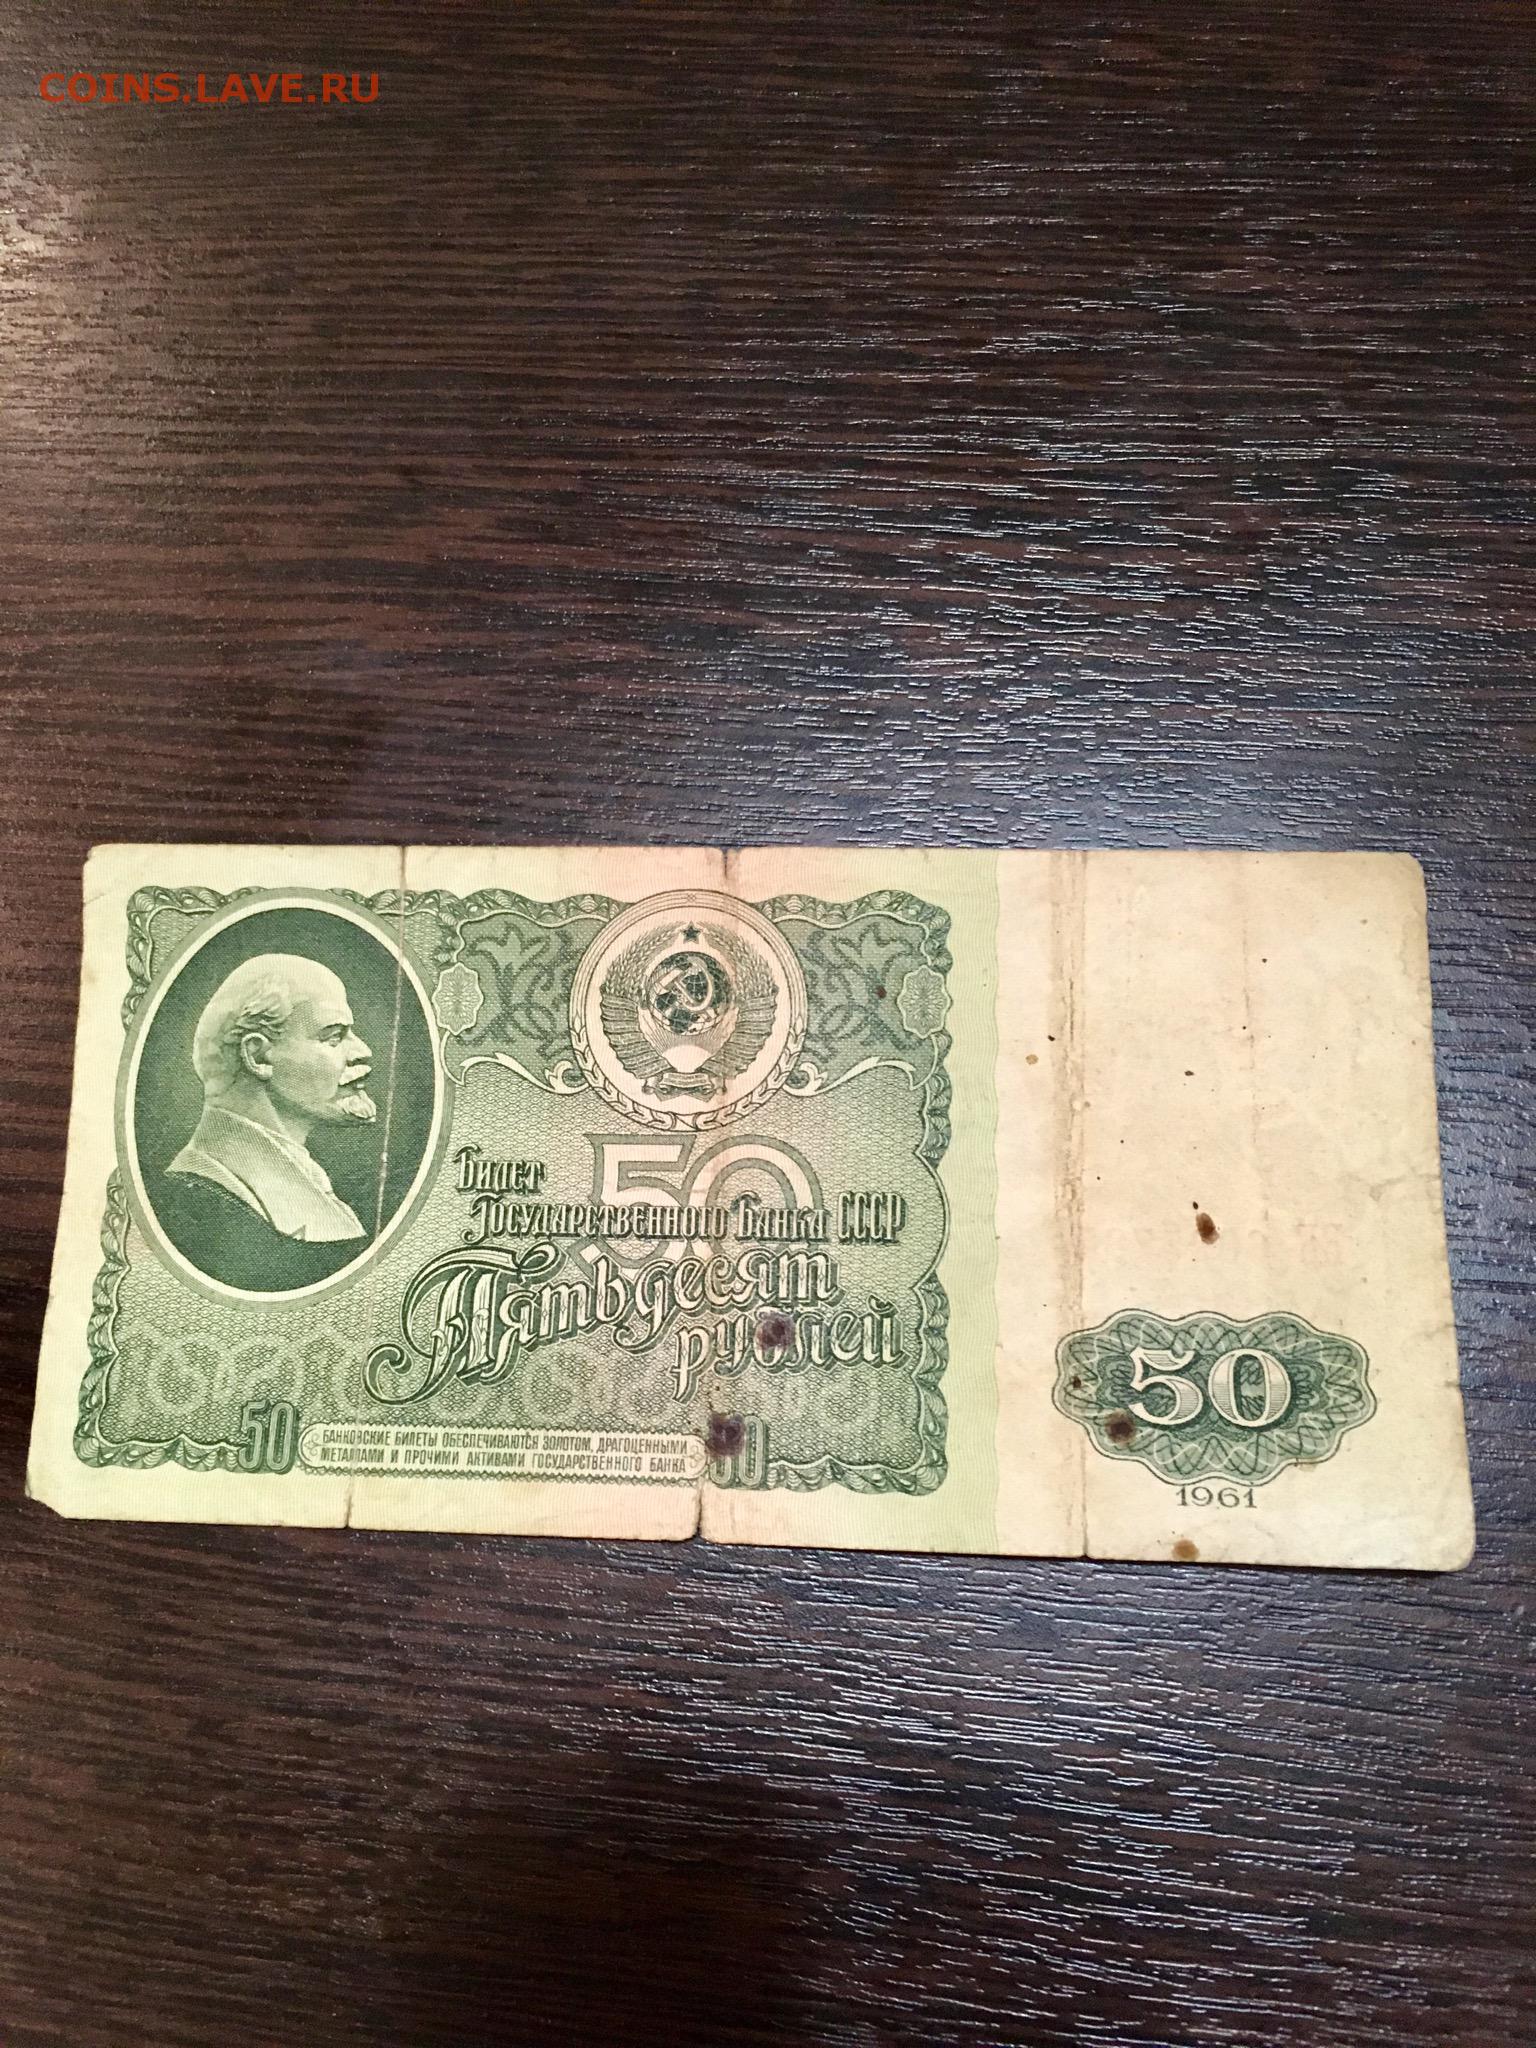 COINS.LAVE.RU
Билет
Государственного Банка СССР
50
Пятьдесят
рублей
50
БАНКОВСКИЕ БИЛЕТЫ ОБЕСПЕЧИВАЮТСЯ ЗОЛОТОМ, ДРАГОЦЕННЫМИ
МЕТАЛЛАМИ И ПРОЧИМИ АКТИВАМИ ГОСУДАРСТВЕННОГО БАНКА
50
50
1961